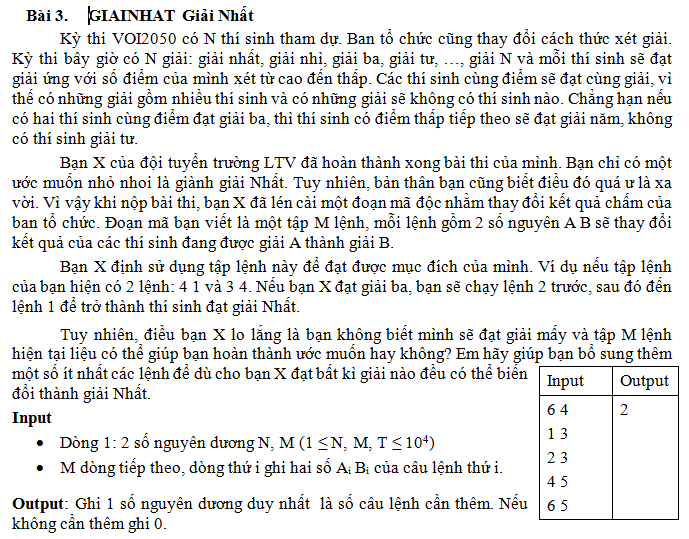 Bài 3. GIAINHAT Giải Nhất
Kỳ thi VOI2050 có N thí sinh tham dự. Ban tổ chức cũng thay đổi cách thức xét giải.
Kỳ thi bây giờ có N giải: giải nhất, giải nhì, giải ba, giải tư, …, giải N và mỗi thí sinh sẽ đạt
giải ứng với số điểm của mình xét từ cao đến thấp. Các thí sinh cùng điểm sẽ đạt cùng giải, vì
thế có những giải gồm nhiều thí sinh và có những giải sẽ không có thí sinh nào. Chẳng hạn nếu
có hai thí sinh cùng điểm đạt giải ba, thì thí sinh có điểm thấp tiếp theo sẽ đạt giải năm, không
có thí sinh giải tư.
Bạn X của đội tuyển trường LTV đã hoàn thành xong bài thi của mình. Bạn chỉ có một
ước muốn nhỏ nhoi là giành giải Nhất. Tuy nhiên, bản thân bạn cũng biết điều đó quá ư là xa
vời. Vì vậy khi nộp bài thi, bạn X đã lén cài một đoạn mã độc nhằm thay đổi kết quả chấm của
ban tổ chức. Đoạn mã bạn viết là một tập M lệnh, mỗi lệnh gồm 2 số nguyên A B sẽ thay đổi
kết quả của các thí sinh đang được giải A thành giải B.
Bạn X định sử dụng tập lệnh này để đạt được mục đích của mình. Ví dụ nếu tập lệnh
của bạn hiện có 2 lệnh: 4 1 và 3 4. Nếu bạn X đạt giải ba, bạn sẽ chạy lệnh 2 trước, sau đó đến
lệnh 1 để trở thành thí sinh đạt giải Nhất.
Tuy nhiên, điều bạn X lo lắng là bạn không biết mình sẽ đạt giải mấy và tập M lệnh
hiện tại liệu có thể giúp bạn hoàn thành ước muốn hay không? Em hãy giúp bạn bổ sung thêm
một số ít nhất các lệnh để dù cho bạn X đạt bất kì giải nào đều có thể biến
đổi thành giải Nhất.
Input
• Dòng 1: 2 số nguyên dương N, M (1 ≤ N, M, T ≤ 10⁴)
• M dòng tiếp theo, dòng thứ i ghi hai số Aᵢ Bᵢ của câu lệnh thứ i.
Output: Ghi 1 số nguyên dương duy nhất là số câu lệnh cần thêm. Nếu
không cần thêm ghi 0.
Input Output
6 4 2
1 3
2 3
4 5
6 5